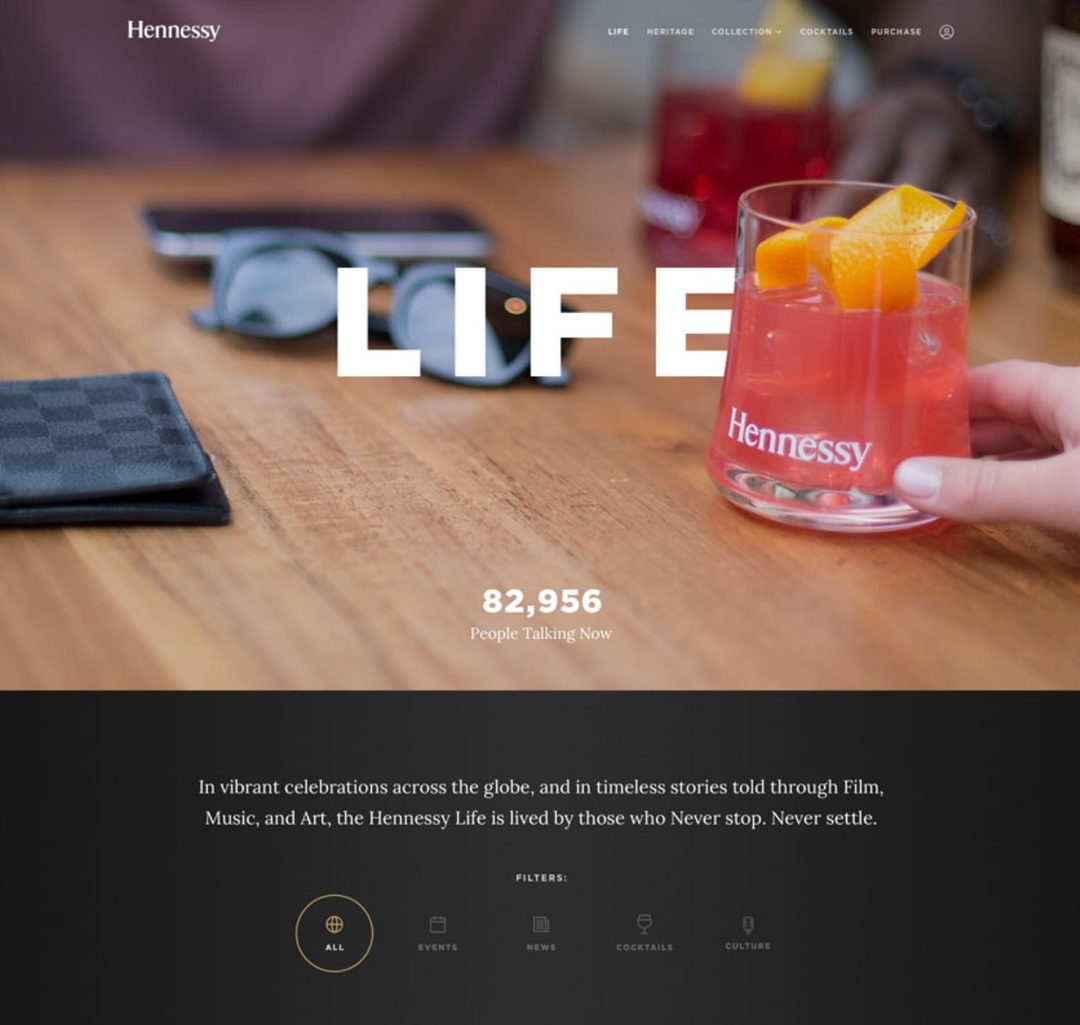 Hennessy
LIFE HERITAGE COLLECTION COCKTAILS PURCHASE
LIFE
Hennessy
82,956
People Talking Now
In vibrant celebrations across the globe, and in timeless stories told through Film,
Music, and Art, the Hennessy Life is lived by those who Never stop. Never settle.
FILTERS:
ALL EVENTS NEWS COCKTAILS CULTURE